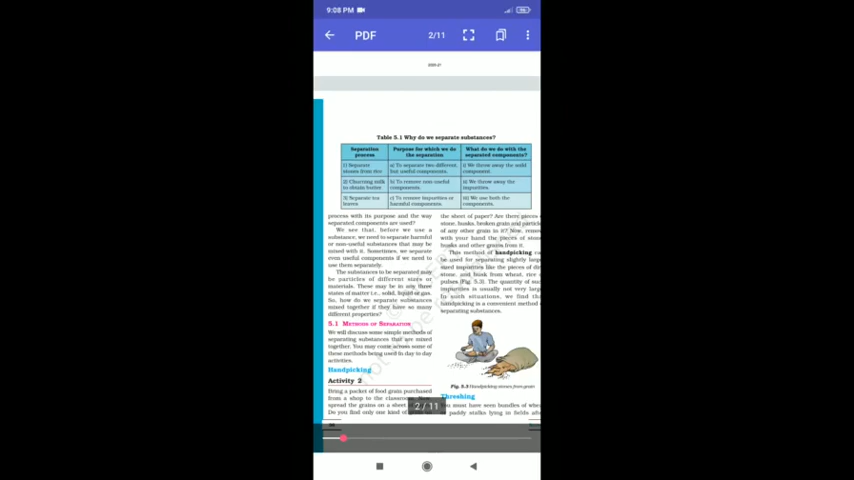 9:08 PM
PDF
2/11
Table 5.1 Why do we separate substances?
Separation process
Purpose for which we do the separation
What do we do with the separated components?
1) Separate stones from rice
a) To separate two different, but useful components.
i) We throw away the solid component.
2) Churning milk to obtain butter
b) To remove non-useful components.
ii) We throw away the impurities.
3) Separate tea leaves
c) To remove impurities or harmful components.
iii) We use both the components.
process with its purpose and the way
separated components are used?
We see that, before we use a
substance, we need to separate harmful
or non-useful substances that may be
mixed with it. Sometimes, we separate
even useful components if we need to
use them separately.
The substances to be separated may
be particles of different sizes or
materials. These may be in any three
states of matter i.e., solid, liquid or gas.
So, how do we separate substances
mixed together if they have so many
different properties?
5.1 METHODS OF SEPARATION
We will discuss some simple methods of
separating substances that are mixed
together. You may come across some of
these methods being used in day to day
activities.
Handpicking
Activity 2
Bring a packet of food grain purchased
from a shop to the classroom.
spread the grains on a sheet
Do you find only one kind of
the sheet of paper? Are there pieces
stone, husks, broken grain and
of any other grain in it? Now, remove
with your hand the pieces of
husks and other grains from it.
This method of handpicking
be used for separating slightly
sized impurities like the pieces of
stone, and husk from wheat, rice
pulses (Fig. 5.3). The quantity of
impurities is usually not very
In such situations, we find
handpicking is a convenient method
separating substances.
Fig. 5.3 Handpicking stones from grain
Threshing
You must have seen bundles of
or paddy stalks lying in fields
2/11